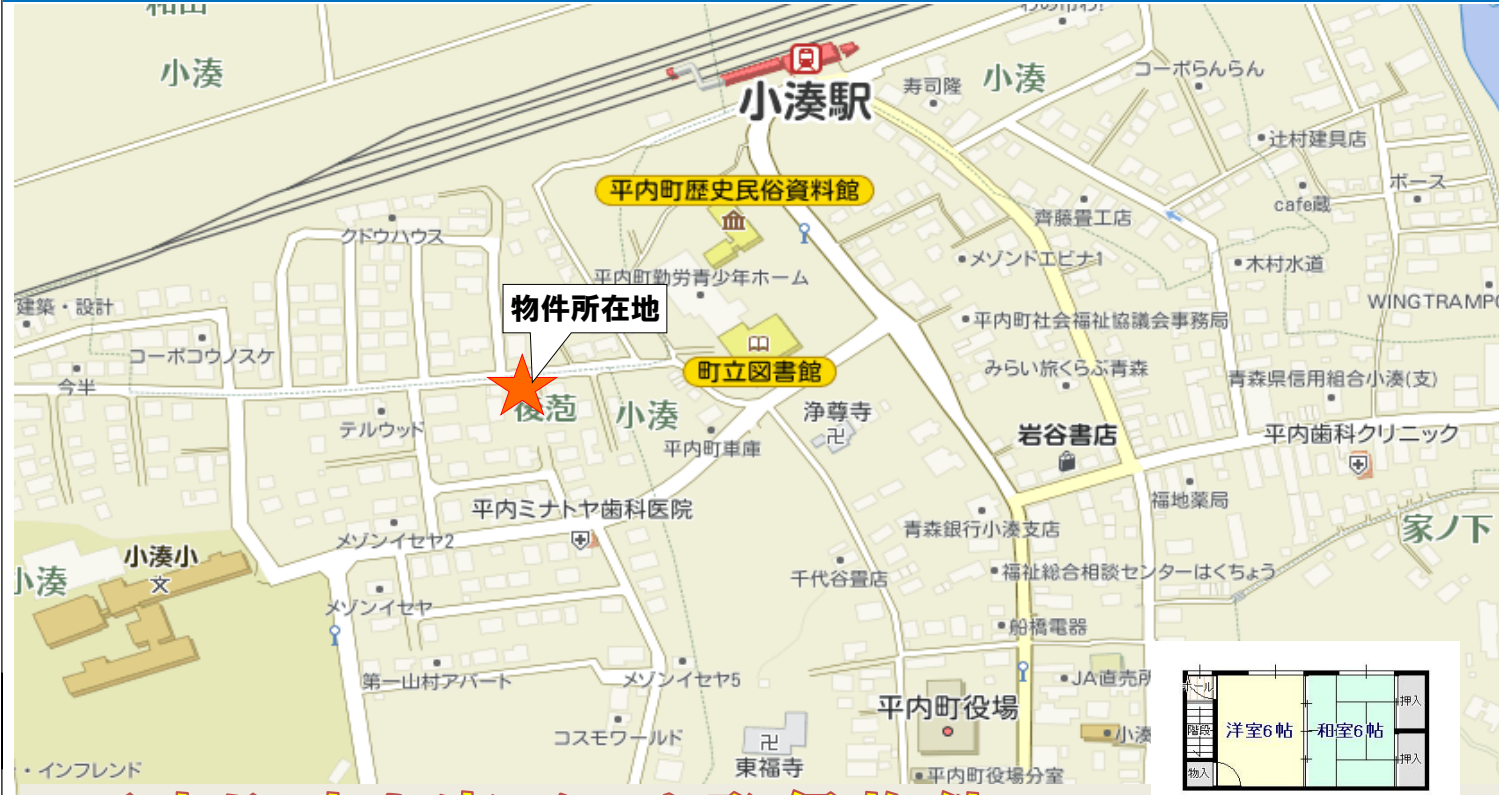 小湊
小湊駅
寿司隆
小湊
コーポらんらん
辻村建具店
平内町歴史民俗資料館
ボース
cafe蔵
齊藤畳工店
クドウハウス
メゾンドエビナ1
木村水道
平内町勤労青少年ホーム
建築・設計
物件所在地
WINGTRAMP
平内町社会福祉協議会事務局
コーポコウノスケ
町立図書館
みらい旅くらぶ青森
今半
青森県信用組合小湊(支)
後萢
小湊
浄尊寺
テルウッド
平内町車庫
岩谷書店
平内歯科クリニック
平内ミナトヤ歯科医院
福地薬局
青森銀行小湊支店
家ノ下
メゾンイセヤ2
小湊小
文
小湊
千代谷畳店
福祉総合相談センターはくちょう
メゾンイセヤ
船橋電器
第一山村アパート
メゾンイセヤ5
JA直売所
平内町役場
コスモワールド
小湊
東福寺
・インフレンド
平内町役場分室
ホール
押入
階段
洋室6帖
和室6帖
物入
押入